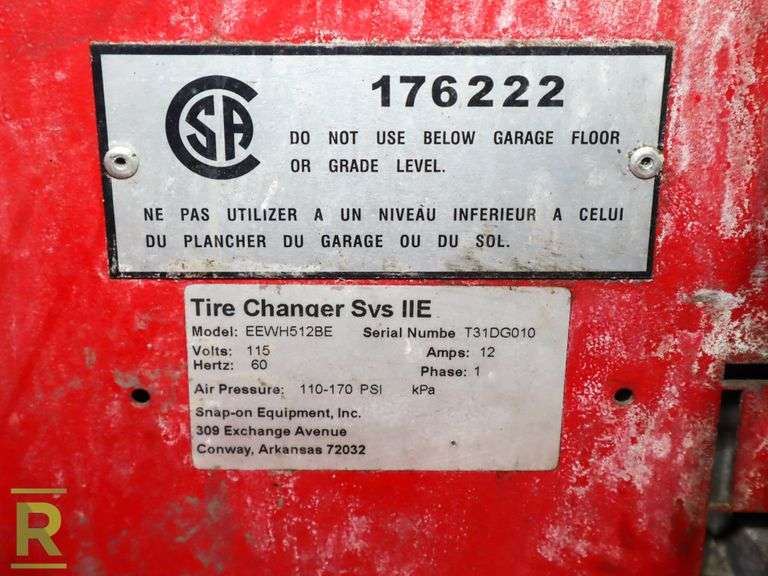 CSA
176222
DO NOT USE BELOW GARAGE FLOOR
OR GRADE LEVEL.
NE PAS UTILIZER A UN NIVEAU INFERIEUR A CELUI
DU PLANCHER DU GARAGE OU DU SOL.
Tire Changer Sys IIE
Model: EEWH512BE Serial Numbe T31DG010
Volts: 115 Amps: 12
Hertz: 60 Phase: 1
Air Pressure: 110-170 PSI kPa
Snap-on Equipment, Inc.
309 Exchange Avenue
Conway, Arkansas 72032
R